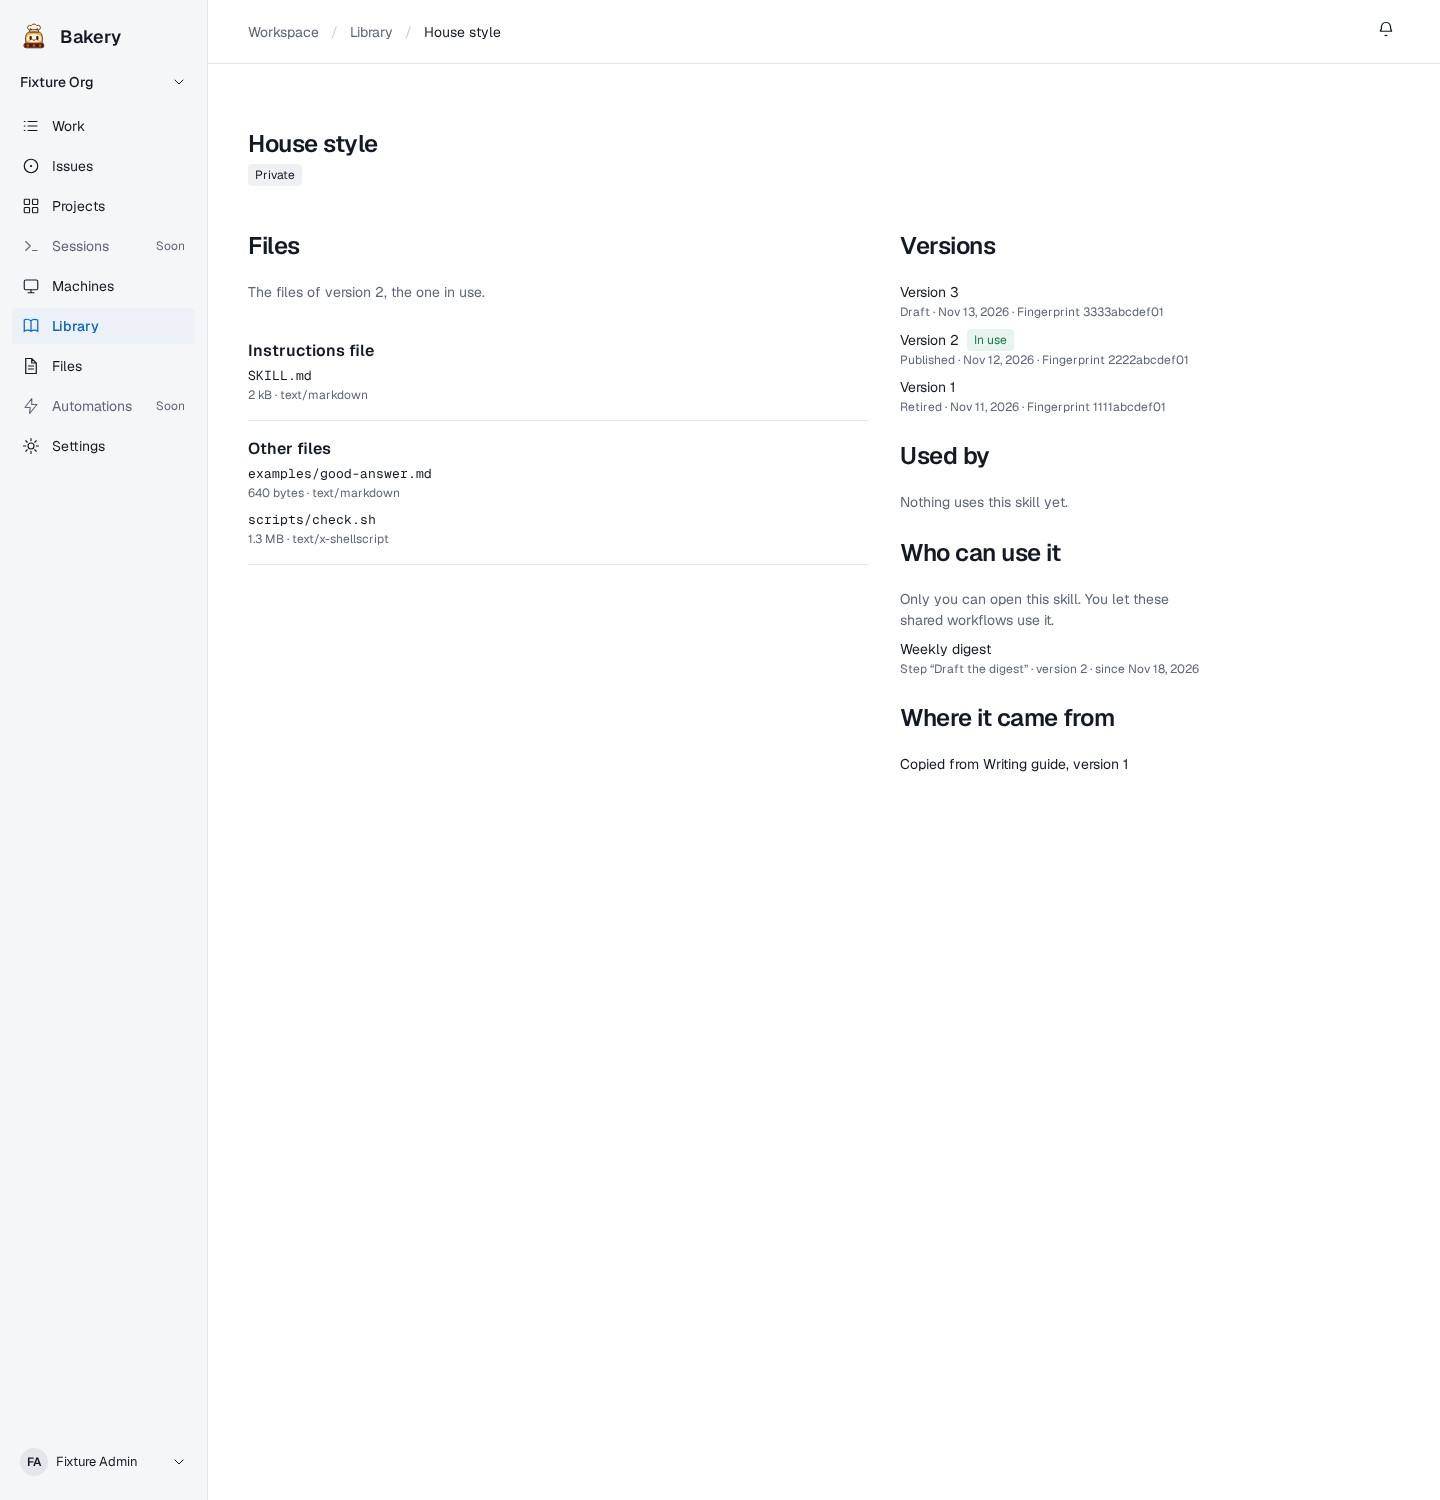 Bakery
Fixture Org
Work
Issues
Projects
Sessions Soon
Machines
Library
Files
Automations Soon
Settings
FA Fixture Admin
Workspace / Library / House style
House style
Private
Files
The files of version 2, the one in use.
Instructions file
SKILL.md
2 kB · text/markdown
Other files
examples/good-answer.md
640 bytes · text/markdown
scripts/check.sh
1.3 MB · text/x-shellscript
Versions
Version 3
Draft · Nov 13, 2026 · Fingerprint 3333abcdef01
Version 2 In use
Published · Nov 12, 2026 · Fingerprint 2222abcdef01
Version 1
Retired · Nov 11, 2026 · Fingerprint 1111abcdef01
Used by
Nothing uses this skill yet.
Who can use it
Only you can open this skill. You let these
shared workflows use it.
Weekly digest
Step “Draft the digest” · version 2 · since Nov 18, 2026
Where it came from
Copied from Writing guide, version 1